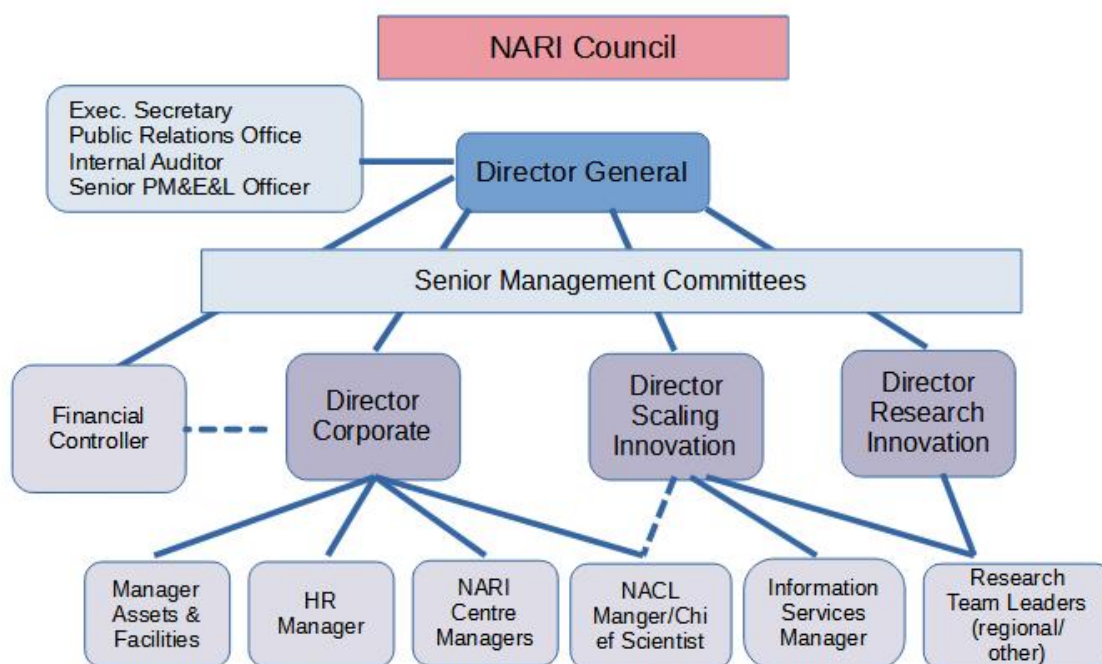 NARI Council
Exec. Secretary
Public Relations Office
Internal Auditor
Senior PM&E&L Officer
Director General
Senior Management Committees
Financial
Controller
Director
Corporate
Director
Scaling
Innovation
Director
Research
Innovation
Manager
Assets &
Facilities
HR
Manager
NARI
Centre
Managers
NACL
Manger/Chi
ef Scientist
Information
Services
Manager
Research
Team Leaders
(regional/
other)